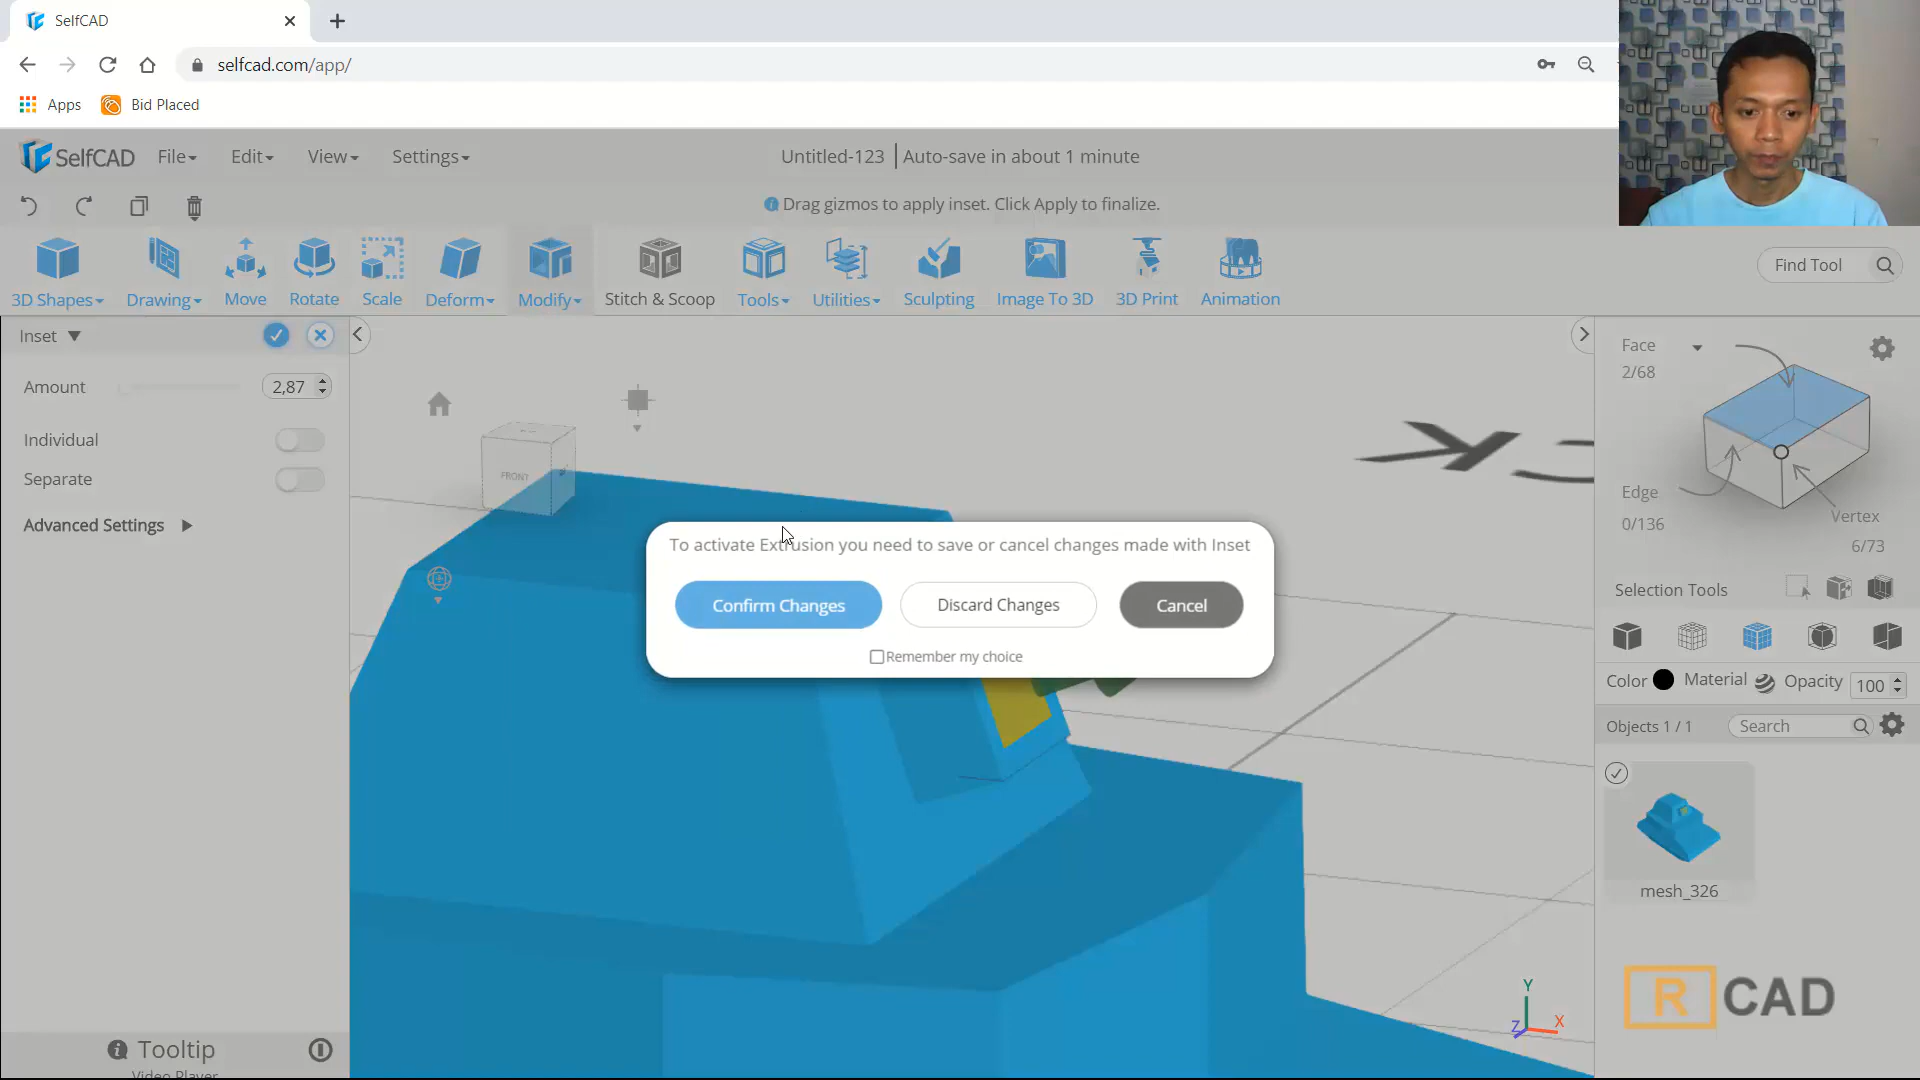 SelfCAD
selfcad.com/app/
Apps Bid Placed
SelfCAD File Edit View Settings Untitled-123 Auto-save in about 1 minute
Drag gizmos to apply inset. Click Apply to finalize.
3D Shapes Drawing Move Rotate Scale Deform Modify Stitch & Scoop Tools Utilities Sculpting Image To 3D 3D Print Animation Find Tool
Inset
Amount 2,87
Individual
Separate
Advanced Settings
FRONT
To activate Extrusion you need to save or cancel changes made with Inset
Confirm Changes Discard Changes Cancel
Remember my choice
Face
2/68
Edge
0/136
Vertex
6/73
Selection Tools
Color Material Opacity 100
Objects 1 / 1 Search
mesh_326
R CAD
Y
Z X
Tooltip
Video Player